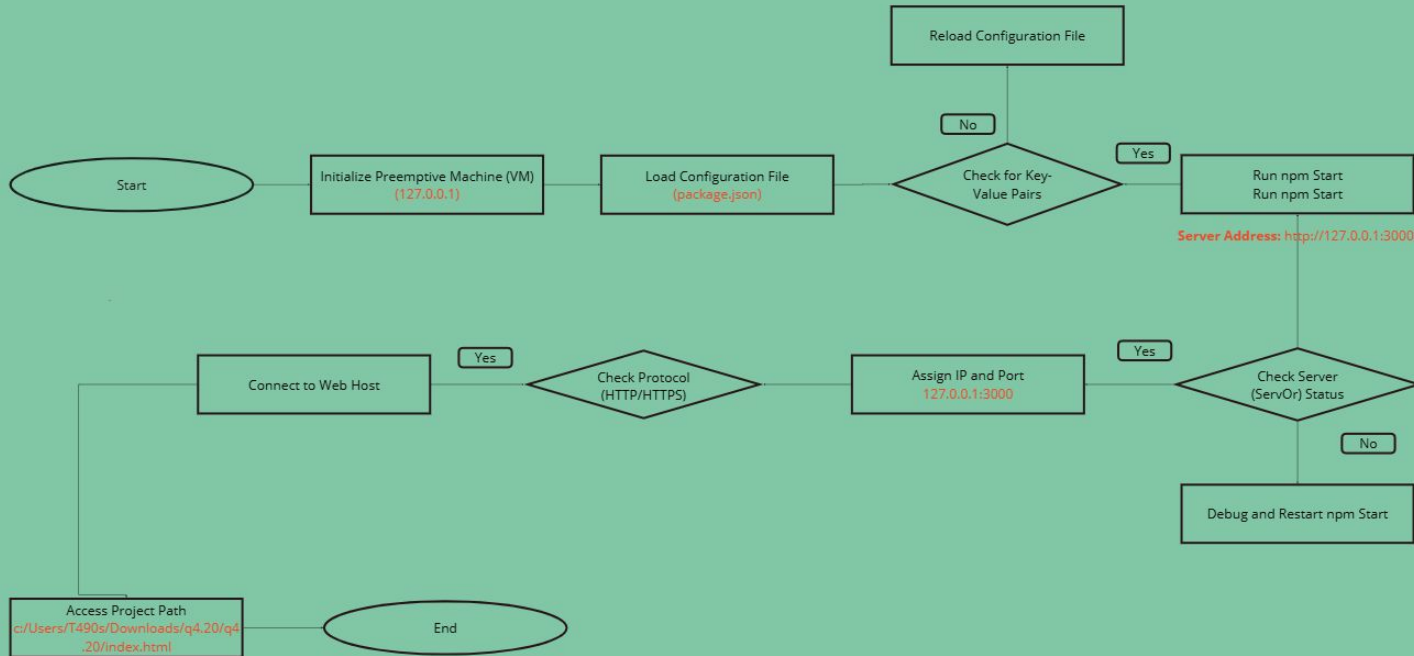 Reload Configuration File
No
Yes
Start
Initialize Preemptive Machine (VM)
(127.0.0.1)
Load Configuration File
(package.json)
Check for Key-
Value Pairs
Run npm Start
Run npm Start
Server Address: http://127.0.0.1:3000
Connect to Web Host
Yes
Check Protocol
(HTTP/HTTPS)
Assign IP and Port
127.0.0.1:3000
Yes
Check Server
(ServOr) Status
No
Debug and Restart npm Start
Access Project Path
c:/Users/T490s/Downloads/q4.20/q4
.20/index.html
End